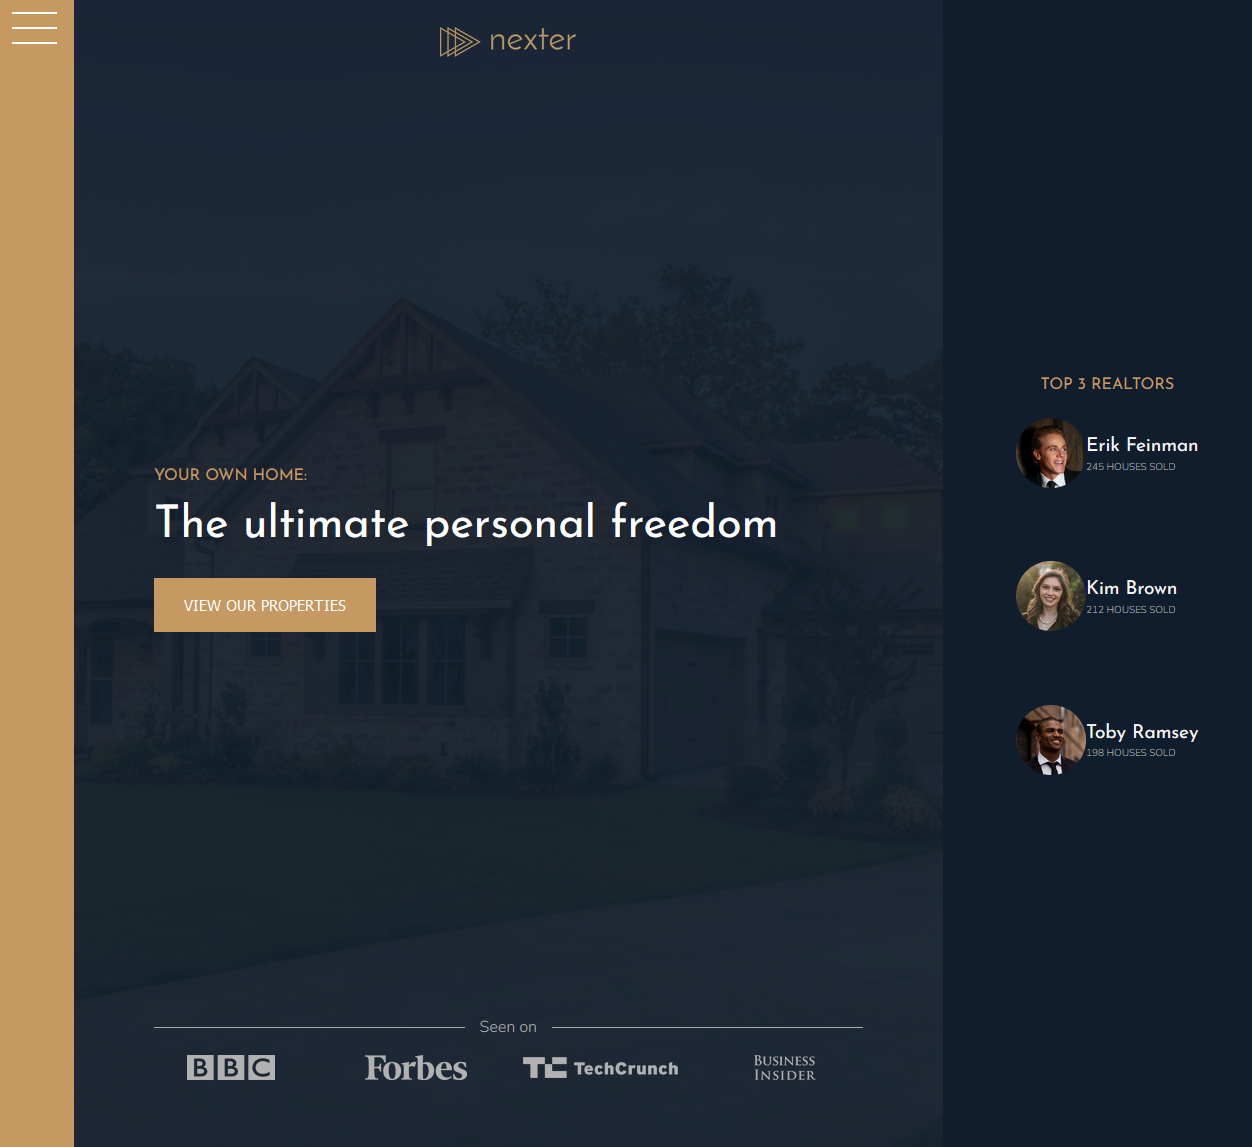 nexter
YOUR OWN HOME:
The ultimate personal freedom
VIEW OUR PROPERTIES
Seen on
BBC
Forbes
TC TechCrunch
BUSINESS
INSIDER
TOP 3 REALTORS
Erik Feinman
245 HOUSES SOLD
Kim Brown
212 HOUSES SOLD
Toby Ramsey
198 HOUSES SOLD